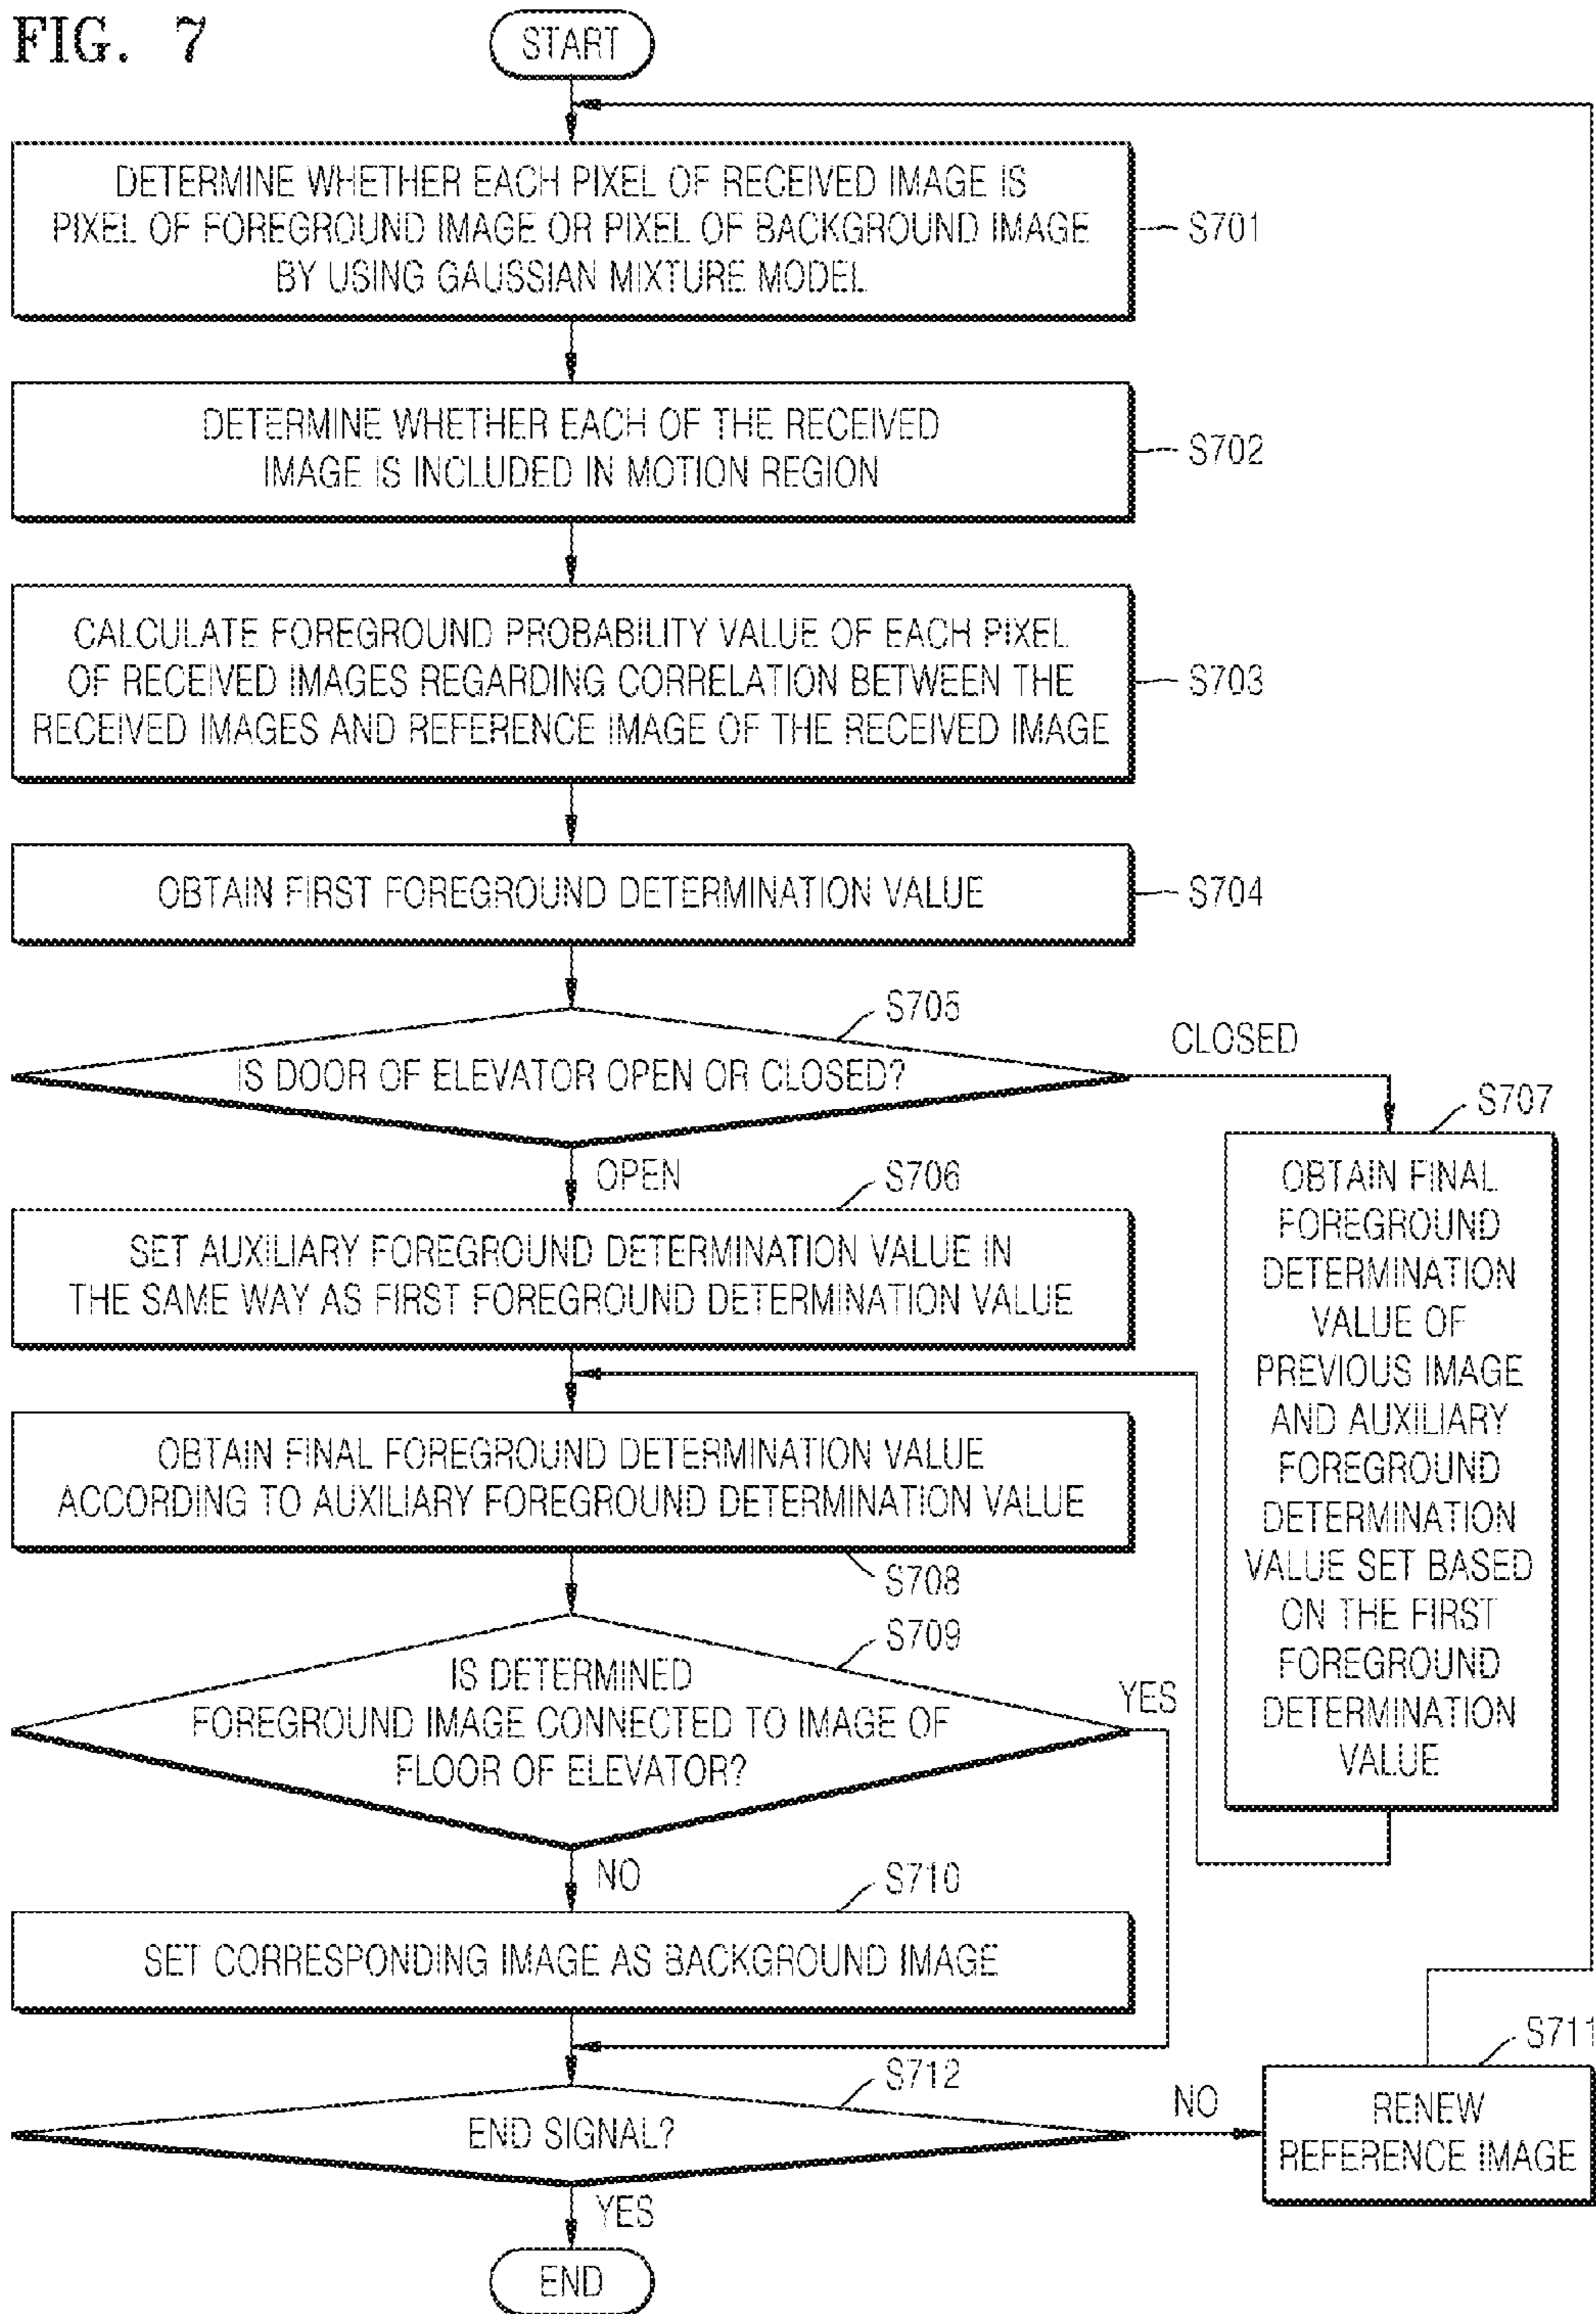 FIG. 7
START
DETERMINE WHETHER EACH PIXEL OF RECEIVED IMAGE IS
PIXEL OF FOREGROUND IMAGE OR PIXEL OF BACKGROUND IMAGE
BY USING GAUSSIAN MIXTURE MODEL
S701
DETERMINE WHETHER EACH OF THE RECEIVED
IMAGE IS INCLUDED IN MOTION REGION
S702
CALCULATE FOREGROUND PROBABILITY VALUE OF EACH PIXEL
OF RECEIVED IMAGES REGARDING CORRELATION BETWEEN THE
RECEIVED IMAGES AND REFERENCE IMAGE OF THE RECEIVED IMAGE
S703
OBTAIN FIRST FOREGROUND DETERMINATION VALUE
S704
S705
IS DOOR OF ELEVATOR OPEN OR CLOSED?
CLOSED
OPEN
S706
SET AUXILIARY FOREGROUND DETERMINATION VALUE IN
THE SAME WAY AS FIRST FOREGROUND DETERMINATION VALUE
S707
OBTAIN FINAL
FOREGROUND
DETERMINATION
VALUE OF
PREVIOUS IMAGE
AND AUXILIARY
FOREGROUND
DETERMINATION
VALUE SET BASED
ON THE FIRST
FOREGROUND
DETERMINATION
VALUE
OBTAIN FINAL FOREGROUND DETERMINATION VALUE
ACCORDING TO AUXILIARY FOREGROUND DETERMINATION VALUE
S708
S709
IS DETERMINED
FOREGROUND IMAGE CONNECTED TO IMAGE OF
FLOOR OF ELEVATOR?
YES
NO
S710
SET CORRESPONDING IMAGE AS BACKGROUND IMAGE
S712
END SIGNAL?
NO
S711
RENEW
REFERENCE IMAGE
YES
END